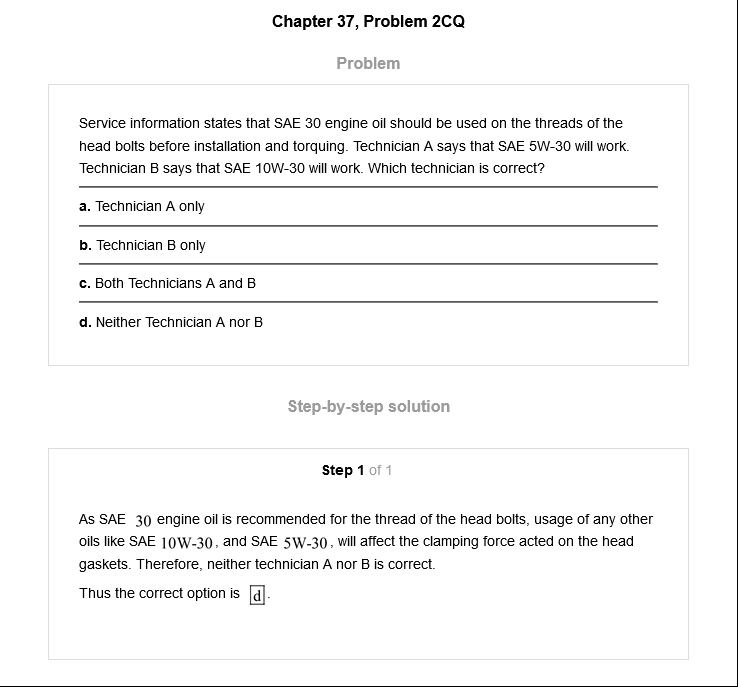 Chapter 37, Problem 2CQ
Problem
Service information states that SAE 30 engine oil should be used on the threads of the
head bolts before installation and torquing. Technician A says that SAE 5W-30 will work.
Technician B says that SAE 10W-30 will work. Which technician is correct?
a. Technician A only
b. Technician B only
c. Both Technicians A and B
d. Neither Technician A nor B
Step-by-step solution
Step 1 of 1
As SAE 30 engine oil is recommended for the thread of the head bolts, usage of any other
oils like SAE 10W-30, and SAE 5W-30, will affect the clamping force acted on the head
gaskets. Therefore, neither technician A nor B is correct.
Thus the correct option is d.